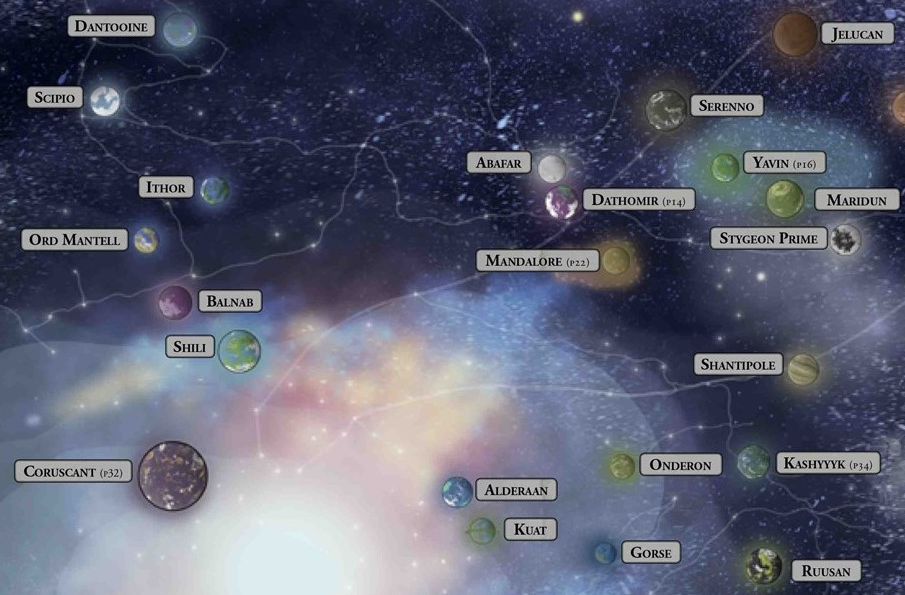 DANTOOINE
JELUCAN
SCIPIO
SERENNO
ABAFAR
YAVIN (P16)
ITHOR
DATHOMIR (P14)
MARIDUN
ORD MANTELL
STYGEON PRIME
MANDALORE (P22)
BALNAB
SHILI
SHANTIPOLE
CORUSCANT (P32)
ONDERON
KASHYYYK (P34)
ALDERAAN
KUAT
GORSE
RUUSAN